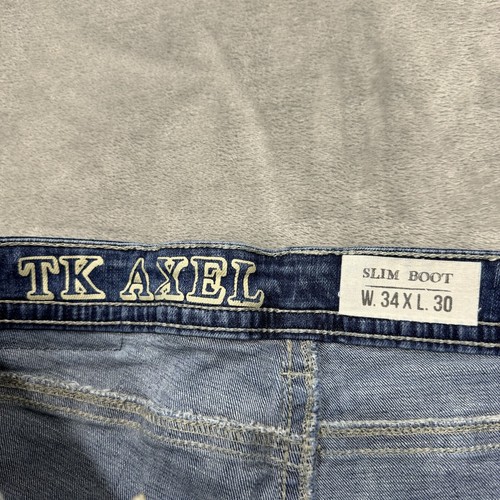 TK AXEL
SLIM BOOT
W. 34 X L. 30